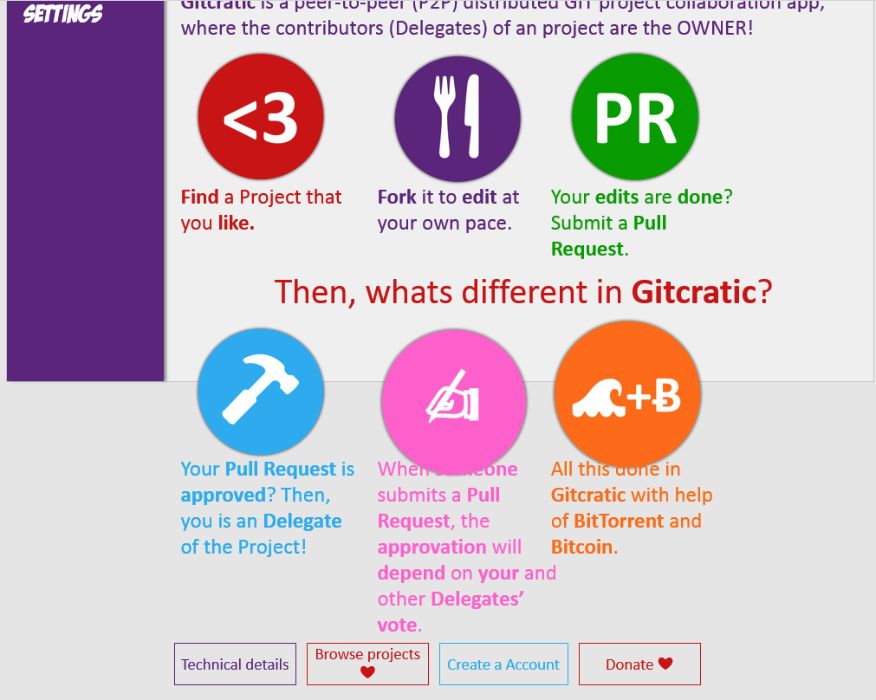 SETTINGS
Gitcratic is a peer-to-peer (P2P) distributed GIT project collaboration app,
where the contributors (Delegates) of an project are the OWNER!
<3
PR
Find a Project that
you like.
Fork it to edit at
your own pace.
Your edits are done?
Submit a Pull
Request.
Then, whats different in Gitcratic?
+Ƀ
Your Pull Request is
approved? Then,
you is an Delegate
of the Project!
When someone
submits a Pull
Request, the
approvation will
depend on your and
other Delegates’
vote.
All this done in
Gitcratic with help
of BitTorrent and
Bitcoin.
Technical details
Browse projects
Create a Account
Donate